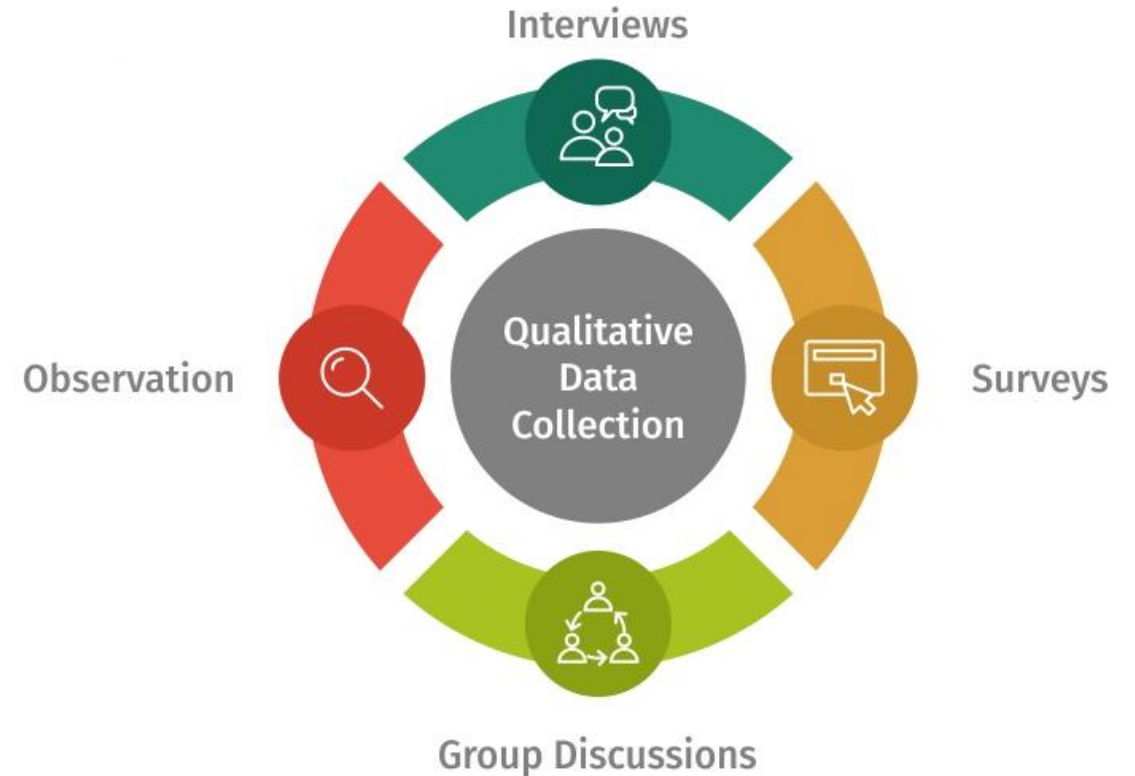 Interviews
Qualitative
Data
Collection
Observation
Surveys
Group Discussions